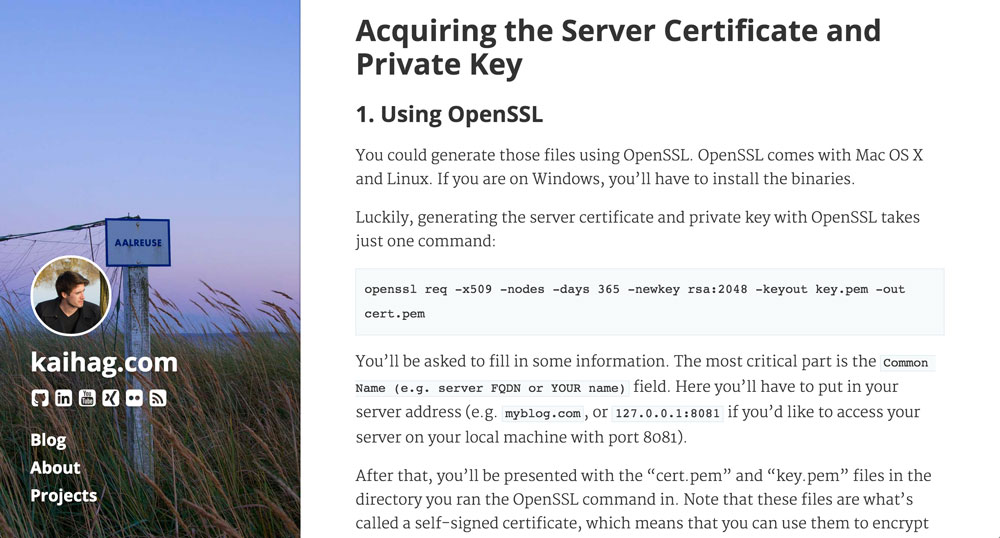 AALREUSE
kaihag.com
Blog
About
Projects
Acquiring the Server Certificate and
Private Key
1. Using OpenSSL
You could generate those files using OpenSSL. OpenSSL comes with Mac OS X
and Linux. If you are on Windows, you’ll have to install the binaries.
Luckily, generating the server certificate and private key with OpenSSL takes
just one command:
openssl req -x509 -nodes -days 365 -newkey rsa:2048 -keyout key.pem -out
cert.pem
You’ll be asked to fill in some information. The most critical part is the Common
Name (e.g. server FQDN or YOUR name) field. Here you’ll have to put in your
server address (e.g. myblog.com, or 127.0.0.1:8081 if you’d like to access your
server on your local machine with port 8081).
After that, you’ll be presented with the “cert.pem” and “key.pem” files in the
directory you ran the OpenSSL command in. Note that these files are what’s
called a self-signed certificate, which means that you can use them to encrypt